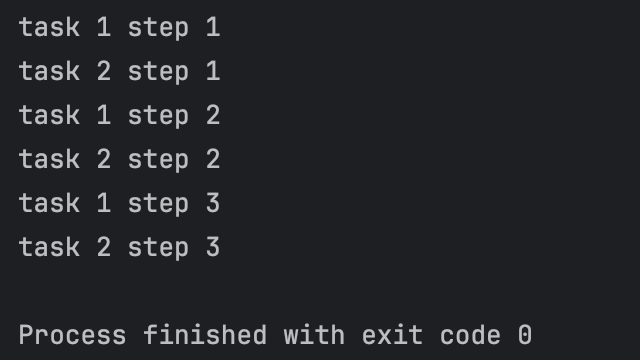 task 1 step 1
task 2 step 1
task 1 step 2
task 2 step 2
task 1 step 3
task 2 step 3
Process finished with exit code 0